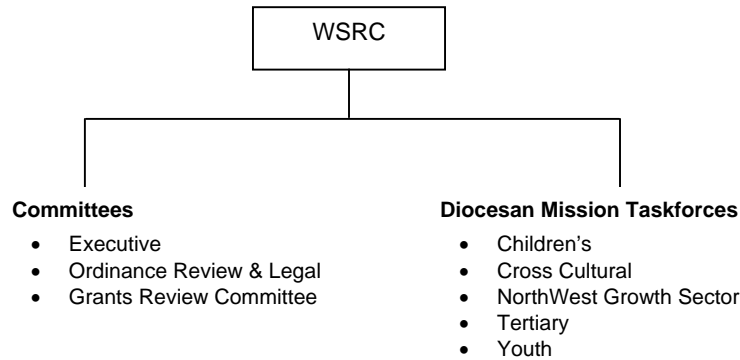 WSRC
Committees
• Executive
• Ordinance Review & Legal
• Grants Review Committee
Diocesan Mission Taskforces
• Children’s
• Cross Cultural
• NorthWest Growth Sector
• Tertiary
• Youth